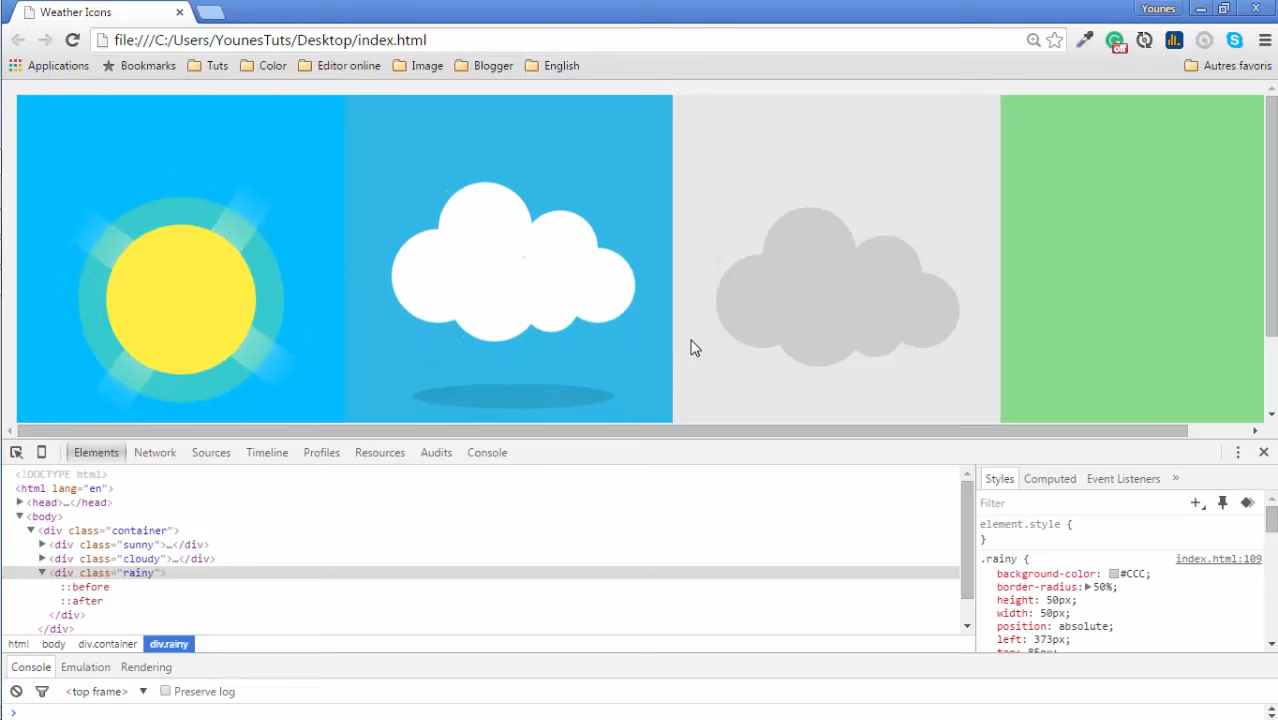 Weather Icons
Younes
file:///C:/Users/YounesTuts/Desktop/index.html
off
Applications Bookmarks Tuts Color Editor online Image Blogger English Autres favoris
Elements Network Sources Timeline Profiles Resources Audits Console
<!DOCTYPE html>
<html lang="en">
<head>…</head>
<body>
<div class="container">
<div class="sunny">…</div>
<div class="cloudy">…</div>
<div class="rainy">
::before
::after
</div>
</div>
html body div.container div.rainy
Styles Computed Event Listeners »
Filter
element.style {
}
.rainy { index.html:109
background-color: #CCC;
border-radius: 50%;
height: 50px;
width: 50px;
position: absolute;
left: 373px;
top: 85px;
Console Emulation Rendering
<top frame> Preserve log
>